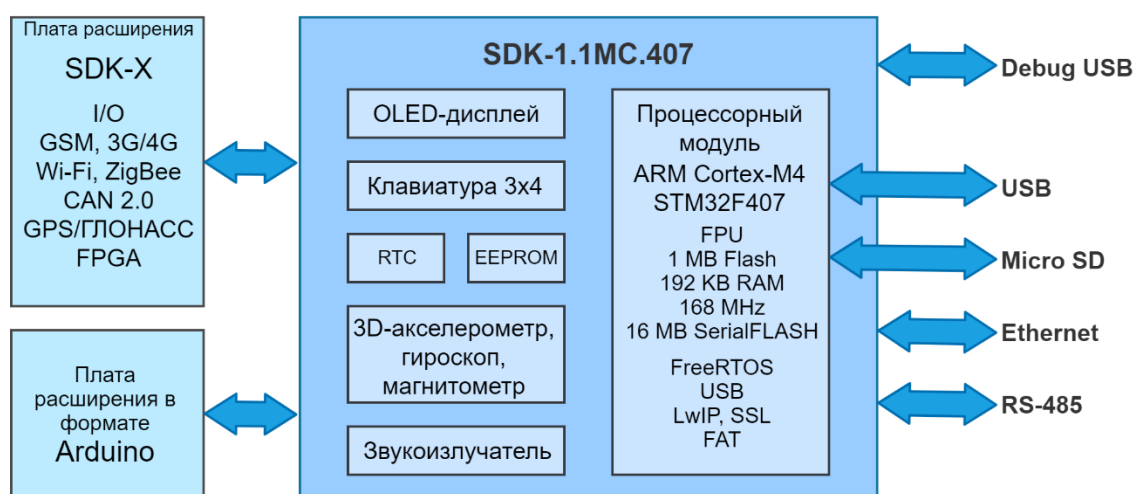 Плата расширения
SDK-X
I/O
GSM, 3G/4G
Wi-Fi, ZigBee
CAN 2.0
GPS/ГЛОНАСС
FPGA
Плата
расширения в
формате
Arduino
SDK-1.1MC.407
OLED-дисплей
Клавиатура 3x4
RTC
EEPROM
3D-акселерометр,
гироскоп,
магнитометр
Звукоизлучатель
Процессорный
модуль
ARM Cortex-M4
STM32F407
FPU
1 MB Flash
192 KB RAM
168 MHz
16 MB SerialFLASH
FreeRTOS
USB
LwIP, SSL
FAT
Debug USB
USB
Micro SD
Ethernet
RS-485